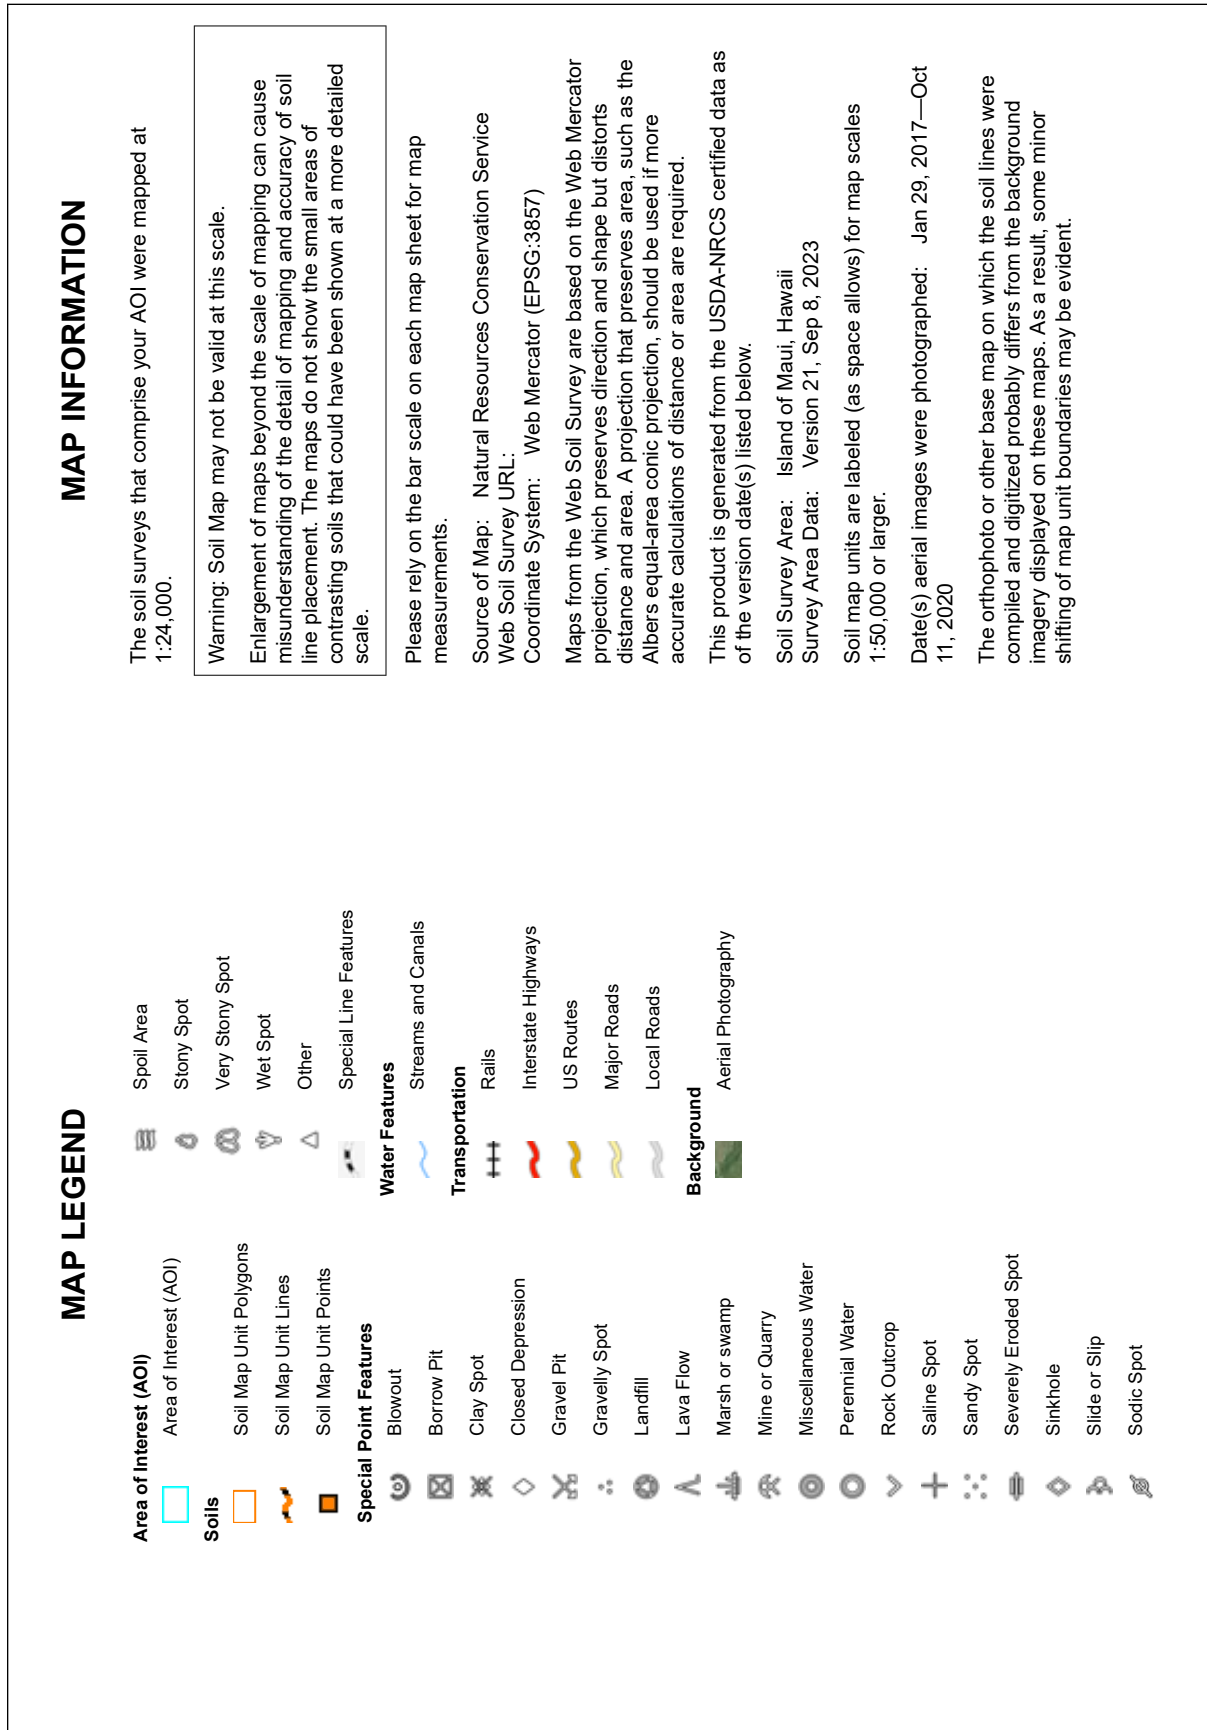 MAP LEGEND
Area of Interest (AOI)
Area of Interest (AOI)
Soils
Soil Map Unit Polygons
Soil Map Unit Lines
Soil Map Unit Points
Special Point Features
Blowout
Borrow Pit
Clay Spot
Closed Depression
Gravel Pit
Gravelly Spot
Landfill
Lava Flow
Marsh or swamp
Mine or Quarry
Miscellaneous Water
Perennial Water
Rock Outcrop
Saline Spot
Sandy Spot
Severely Eroded Spot
Sinkhole
Slide or Slip
Sodic Spot
Spoil Area
Stony Spot
Very Stony Spot
Wet Spot
Other
Special Line Features
Water Features
Streams and Canals
Transportation
Rails
Interstate Highways
US Routes
Major Roads
Local Roads
Background
Aerial Photography
MAP INFORMATION
The soil surveys that comprise your AOI were mapped at
1:24,000.
Warning: Soil Map may not be valid at this scale.
Enlargement of maps beyond the scale of mapping can cause
misunderstanding of the detail of mapping and accuracy of soil
line placement. The maps do not show the small areas of
contrasting soils that could have been shown at a more detailed
scale.
Please rely on the bar scale on each map sheet for map
measurements.
Source of Map: Natural Resources Conservation Service
Web Soil Survey URL:
Coordinate System: Web Mercator (EPSG:3857)
Maps from the Web Soil Survey are based on the Web Mercator
projection, which preserves direction and shape but distorts
distance and area. A projection that preserves area, such as the
Albers equal-area conic projection, should be used if more
accurate calculations of distance or area are required.
This product is generated from the USDA-NRCS certified data as
of the version date(s) listed below.
Soil Survey Area: Island of Maui, Hawaii
Survey Area Data: Version 21, Sep 8, 2023
Soil map units are labeled (as space allows) for map scales
1:50,000 or larger.
Date(s) aerial images were photographed: Jan 29, 2017—Oct
11, 2020
The orthophoto or other base map on which the soil lines were
compiled and digitized probably differs from the background
imagery displayed on these maps. As a result, some minor
shifting of map unit boundaries may be evident.